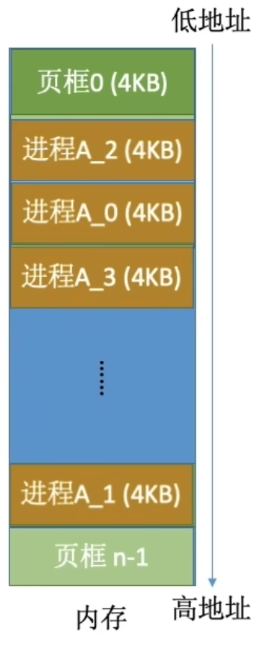 低地址
页框0 (4KB)
进程A_2 (4KB)
进程A_0 (4KB)
进程A_3 (4KB)
......
进程A_1 (4KB)
页框 n-1
内存
高地址